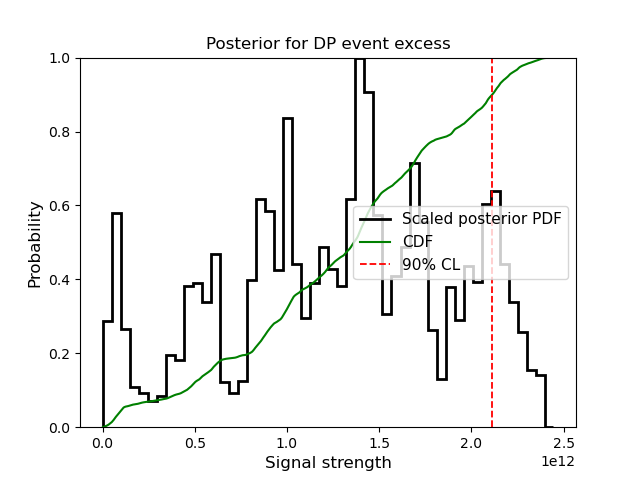 Posterior for DP event excess
Probability
1.0
0.8
0.6
0.4
0.2
0.0
Scaled posterior PDF
CDF
90% CL
0.0 0.5 1.0 1.5 2.0 2.5
1e12
Signal strength